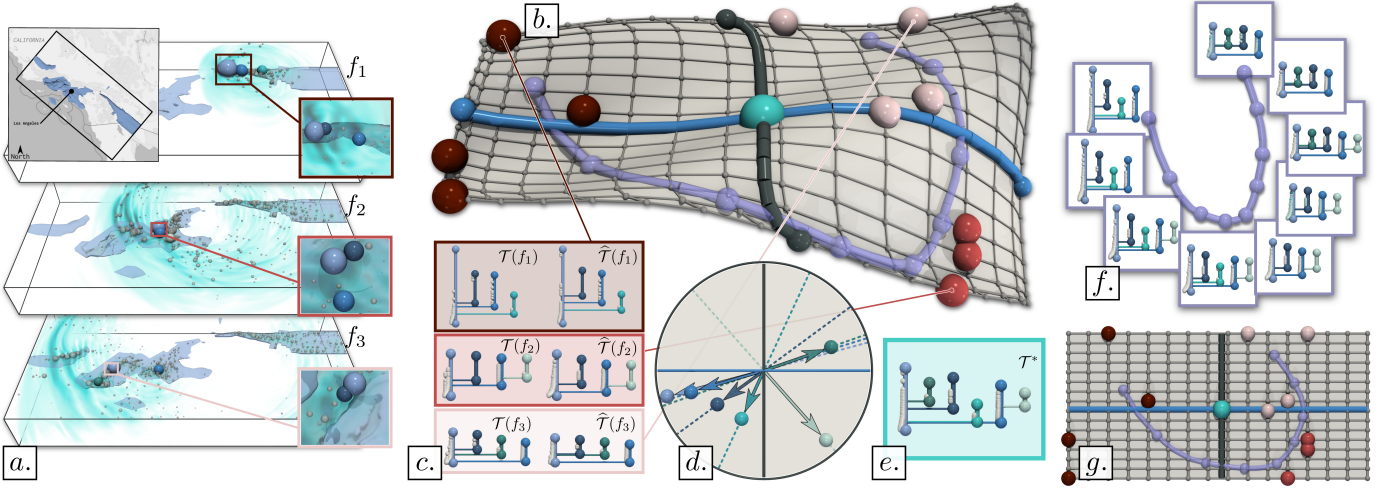 CALIFORNIA
Los Angeles
North
f₁
f₂
f₃
a.
b.
𝒯(f₁)
𝒯̂(f₁)
𝒯(f₂)
𝒯̂(f₂)
𝒯(f₃)
𝒯̂(f₃)
c.
d.
𝒯*
e.
f.
g.